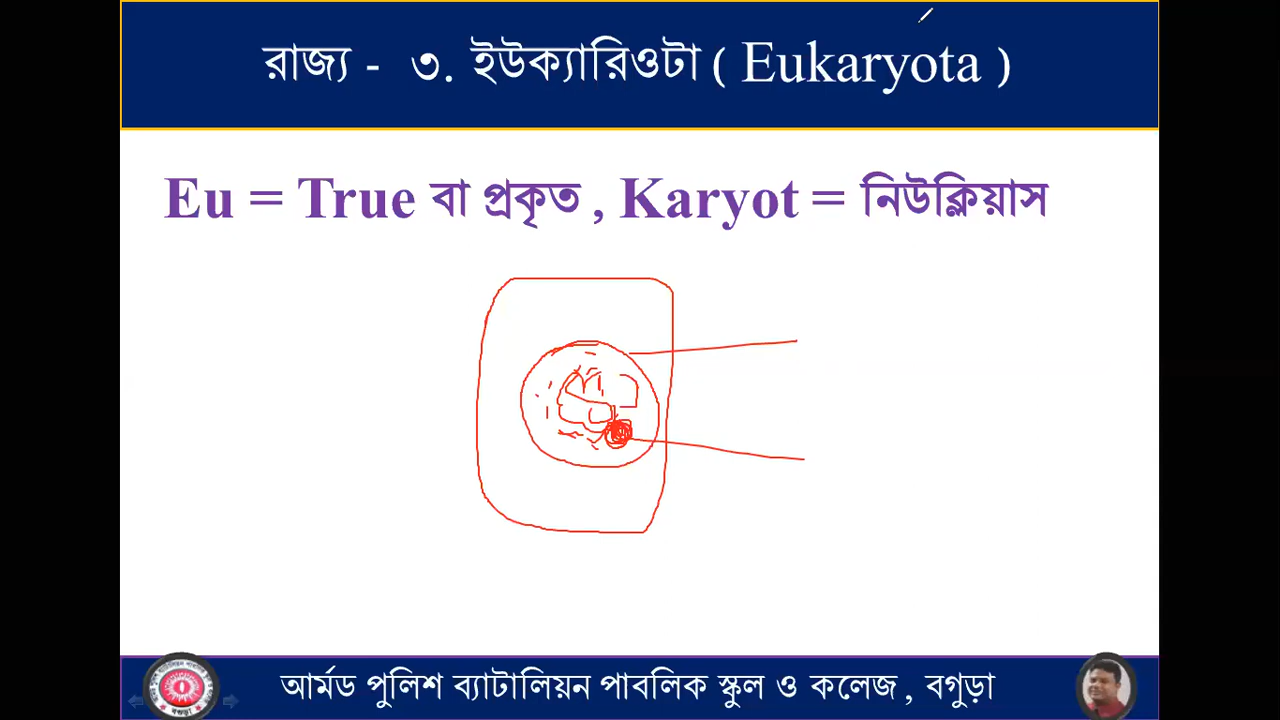 রাজ্য - ৩. ইউক্যারিওটা ( Eukaryota )
Eu = True বা প্রকৃত , Karyot = নিউক্লিয়াস
আর্মড পুলিশ ব্যাটালিয়ন পাবলিক স্কুল ও কলেজ , বগুড়া